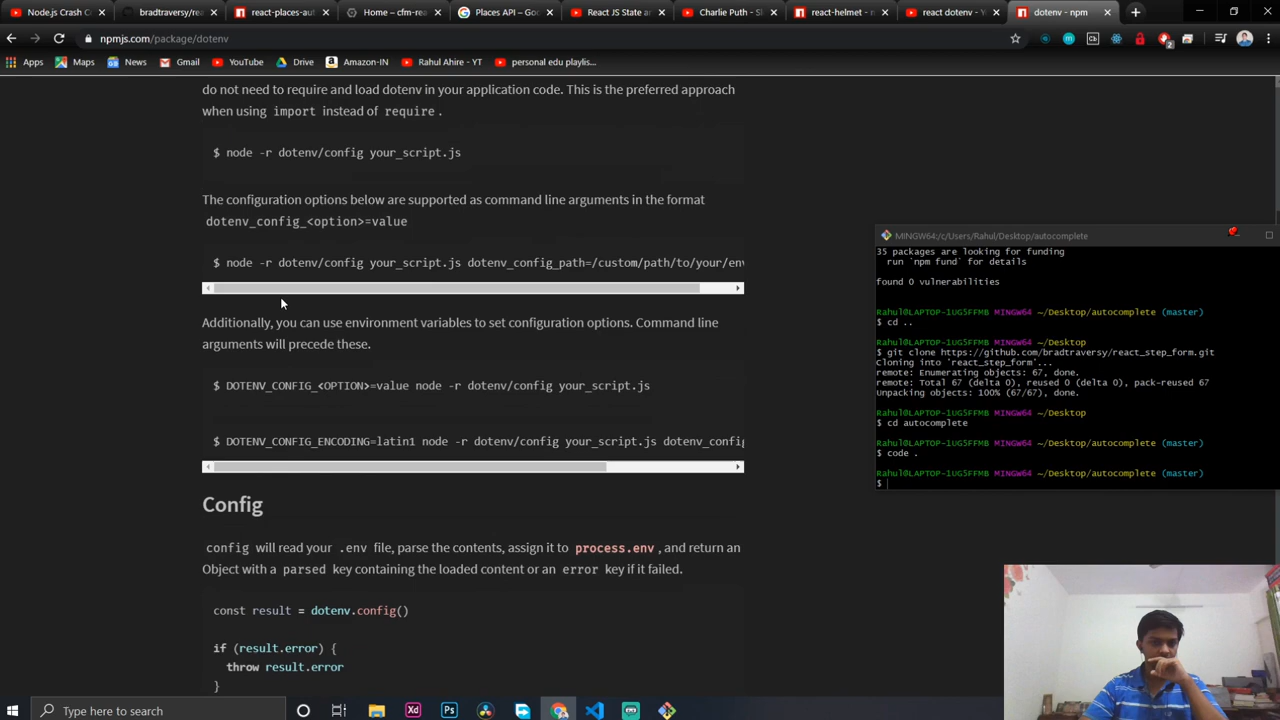 Node.js Crash C
bradtraversy/rea
react-places-aut
Home – cfm-rea
Places API – Goo
React JS State an
Charlie Puth - Sl
react-helmet - n
react dotenv - Yo
dotenv - npm
npmjs.com/package/dotenv
Apps
Maps
News
Gmail
YouTube
Drive
Amazon-IN
Rahul Ahire - YT
personal edu playlis...
do not need to require and load dotenv in your application code. This is the preferred approach
when using import instead of require .
$ node -r dotenv/config your_script.js
The configuration options below are supported as command line arguments in the format
dotenv_config_<option>=value
$ node -r dotenv/config your_script.js dotenv_config_path=/custom/path/to/your/env
Additionally, you can use environment variables to set configuration options. Command line
arguments will precede these.
$ DOTENV_CONFIG_<OPTION>=value node -r dotenv/config your_script.js
$ DOTENV_CONFIG_ENCODING=latin1 node -r dotenv/config your_script.js dotenv_config
Config
config will read your .env file, parse the contents, assign it to process.env , and return an
Object with a parsed key containing the loaded content or an error key if it failed.
const result = dotenv.config()
if (result.error) {
throw result.error
}
MINGW64:/c/Users/Rahul/Desktop/autocomplete
35 packages are looking for funding
run `npm fund` for details
found 0 vulnerabilities
Rahul@LAPTOP-1UG5FFMB MINGW64 ~/Desktop/autocomplete (master)
$ cd ..
Rahul@LAPTOP-1UG5FFMB MINGW64 ~/Desktop
$ git clone https://github.com/bradtraversy/react_step_form.git
Cloning into 'react_step_form'...
remote: Enumerating objects: 67, done.
remote: Total 67 (delta 0), reused 0 (delta 0), pack-reused 67
Unpacking objects: 100% (67/67), done.
Rahul@LAPTOP-1UG5FFMB MINGW64 ~/Desktop
$ cd autocomplete
Rahul@LAPTOP-1UG5FFMB MINGW64 ~/Desktop/autocomplete (master)
$ code .
Rahul@LAPTOP-1UG5FFMB MINGW64 ~/Desktop/autocomplete (master)
$
Type here to search